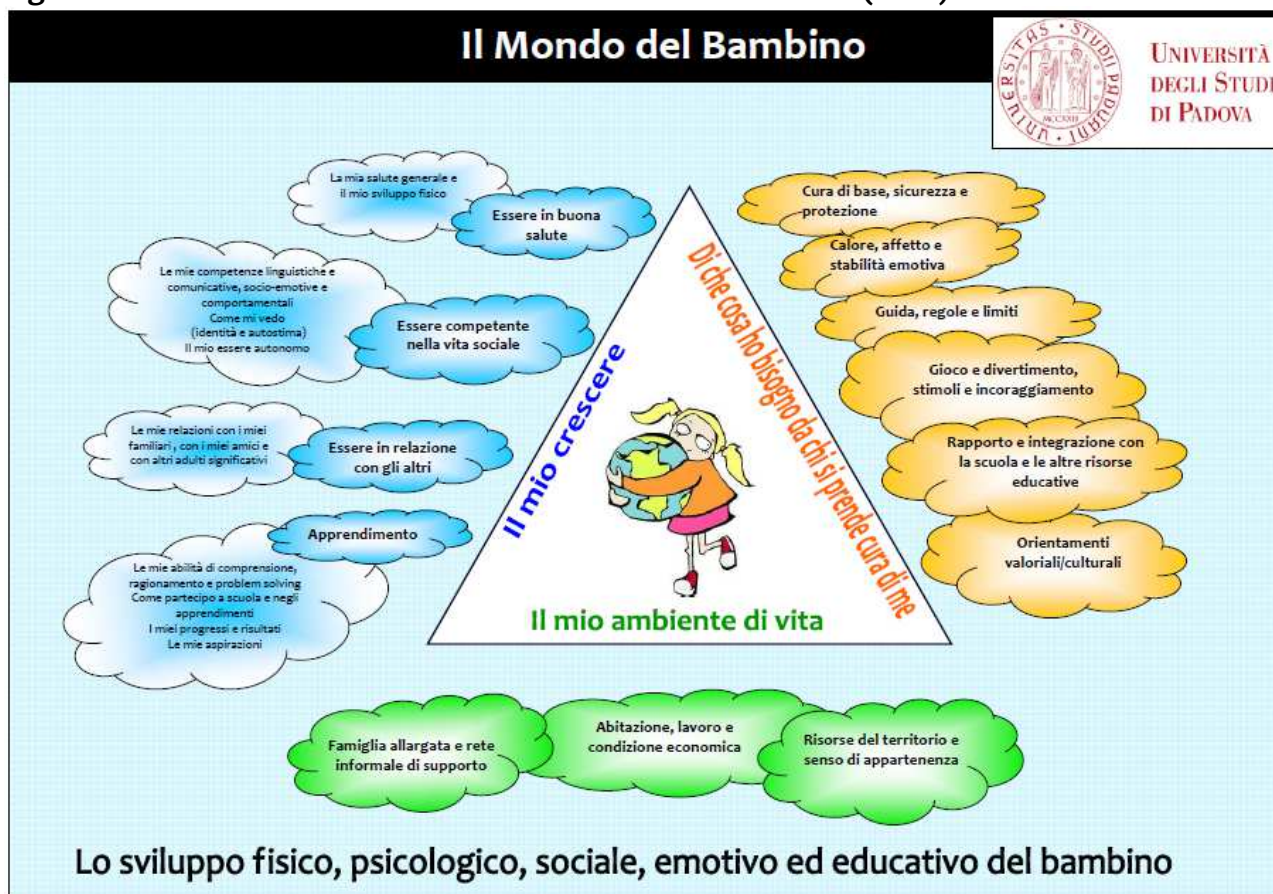 Il Mondo del Bambino
UNIVERSITAS STUDII PADUANI
MCCXXII
UNIVERSITÀ
DEGLI STUDI
DI PADOVA
La mia salute generale e
il mio sviluppo fisico
Essere in buona
salute
Le mie competenze linguistiche e
comunicative, socio-emotive e
comportamentali
Come mi vedo
(identità e autostima)
Il mio essere autonomo
Essere competente
nella vita sociale
Le mie relazioni con i miei
familiari , con i miei amici e
con altri adulti significativi
Essere in relazione
con gli altri
Apprendimento
Le mie abilità di comprensione,
ragionamento e problem solving
Come partecipo a scuola e negli
apprendimenti
I miei progressi e risultati
Le mie aspirazioni
Il mio crescere
Di che cosa ho bisogno da chi si prende cura di me
Il mio ambiente di vita
Cura di base, sicurezza e
protezione
Calore, affetto e
stabilità emotiva
Guida, regole e limiti
Gioco e divertimento,
stimoli e incoraggiamento
Rapporto e integrazione con
la scuola e le altre risorse
educative
Orientamenti
valoriali/culturali
Famiglia allargata e rete
informale di supporto
Abitazione, lavoro e
condizione economica
Risorse del territorio e
senso di appartenenza
Lo sviluppo fisico, psicologico, sociale, emotivo ed educativo del bambino